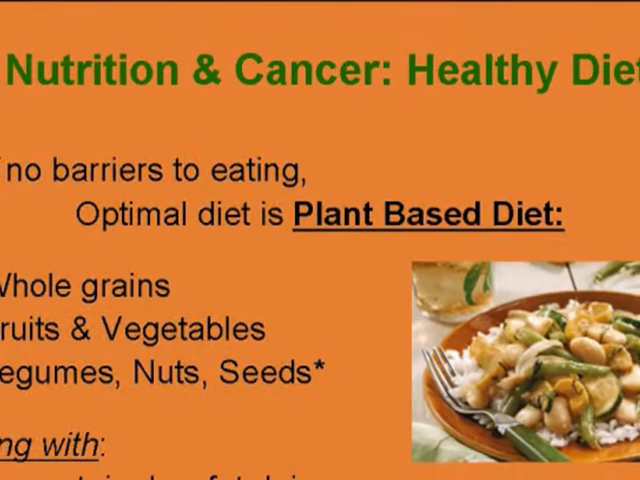 Nutrition & Cancer: Healthy Diet
no barriers to eating,
Optimal diet is Plant Based Diet:
Whole grains
ruits & Vegetables
egumes, Nuts, Seeds*
ng with: